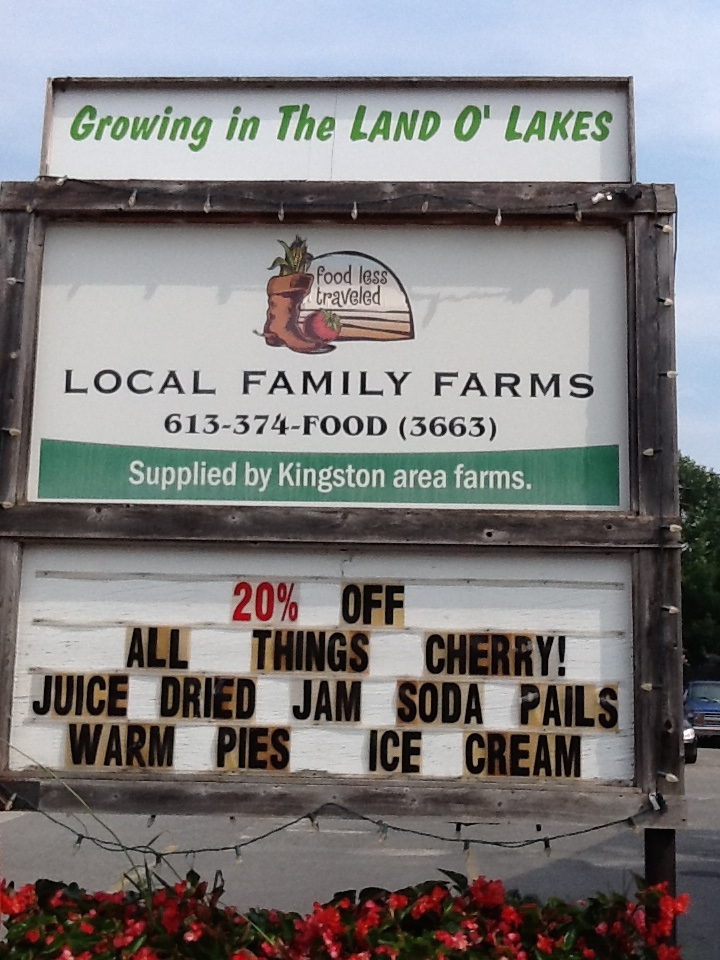 Growing in The LAND O' LAKES
food less
traveled
LOCAL FAMILY FARMS
613-374-FOOD (3663)
Supplied by Kingston area farms.
20% OFF
ALL THINGS CHERRY!
JUICE DRIED JAM SODA PAILS
WARM PIES ICE CREAM